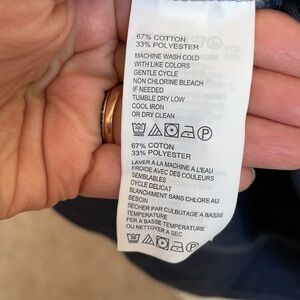 67% COTTON
33% POLYESTER
MACHINE WASH COLD
WITH LIKE COLORS
GENTLE CYCLE
NON CHLORINE BLEACH
IF NEEDED
TUMBLE DRY LOW
COOL IRON
OR DRY CLEAN
67% COTON
33% POLYESTER
LAVER A LA MACHINE A L'EAU
FROIDE AVEC DES COULEURS
SEMBLABLES
CYCLE DELICAT
BLANCHIMENT SANS CHLORE AU
BESOIN
SECHER PAR CULBUTAGE A BASSE
TEMPERATURE
FER A BASSE TEMPERATURE
OU NETTOYER A SEC